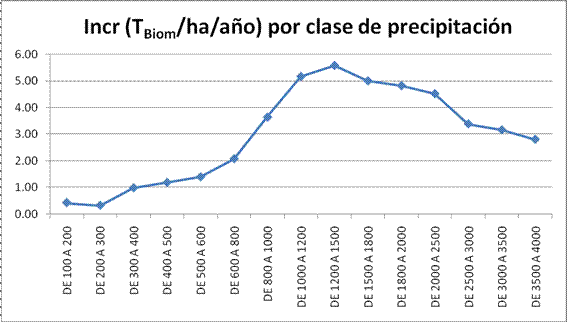 Incr (TBiom/ha/año) por clase de precipitación
6.00
5.00
4.00
3.00
2.00
1.00
0.00
DE 100 A 200
DE 200 A 300
DE 300 A 400
DE 400 A 500
DE 500 A 600
DE 600 A 800
DE 800 A 1000
DE 1000 A 1200
DE 1200 A 1500
DE 1500 A 1800
DE 1800 A 2000
DE 2000 A 2500
DE 2500 A 3000
DE 3000 A 3500
DE 3500 A 4000